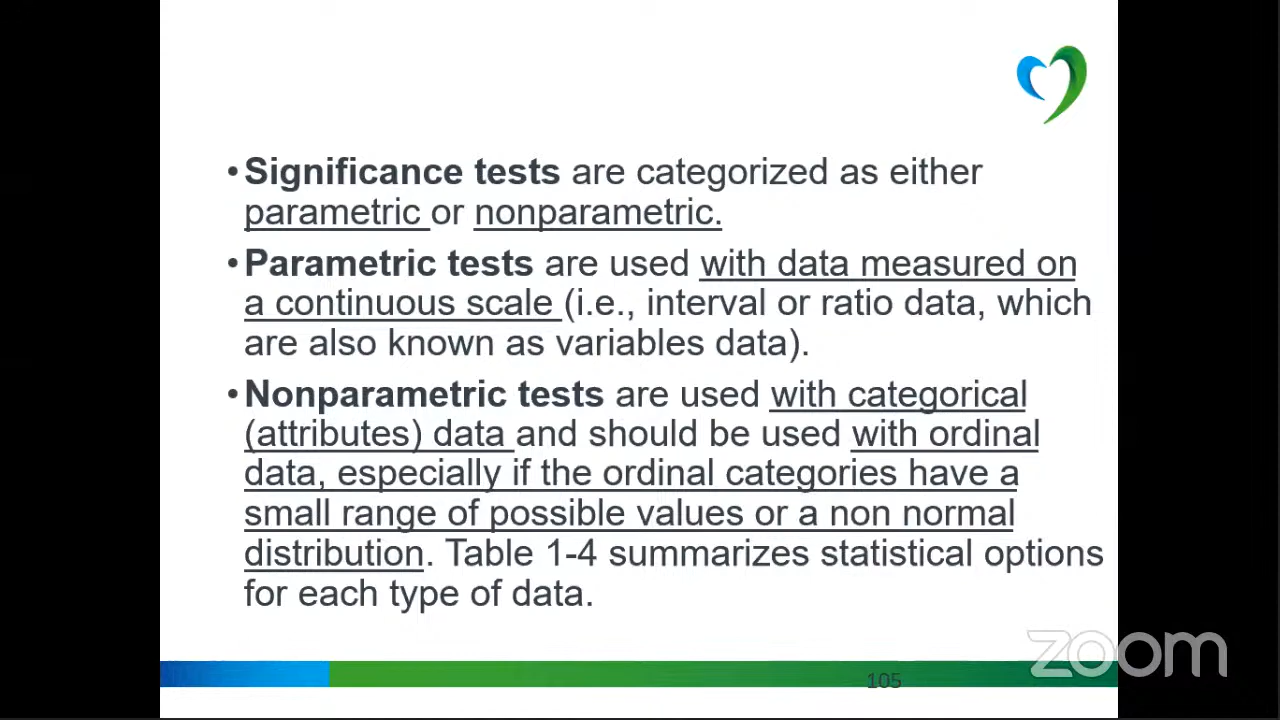 •Significance tests are categorized as either
parametric or nonparametric.
•Parametric tests are used with data measured on
a continuous scale (i.e., interval or ratio data, which
are also known as variables data).
•Nonparametric tests are used with categorical
(attributes) data and should be used with ordinal
data, especially if the ordinal categories have a
small range of possible values or a non normal
distribution. Table 1-4 summarizes statistical options
for each type of data.
zoom
105